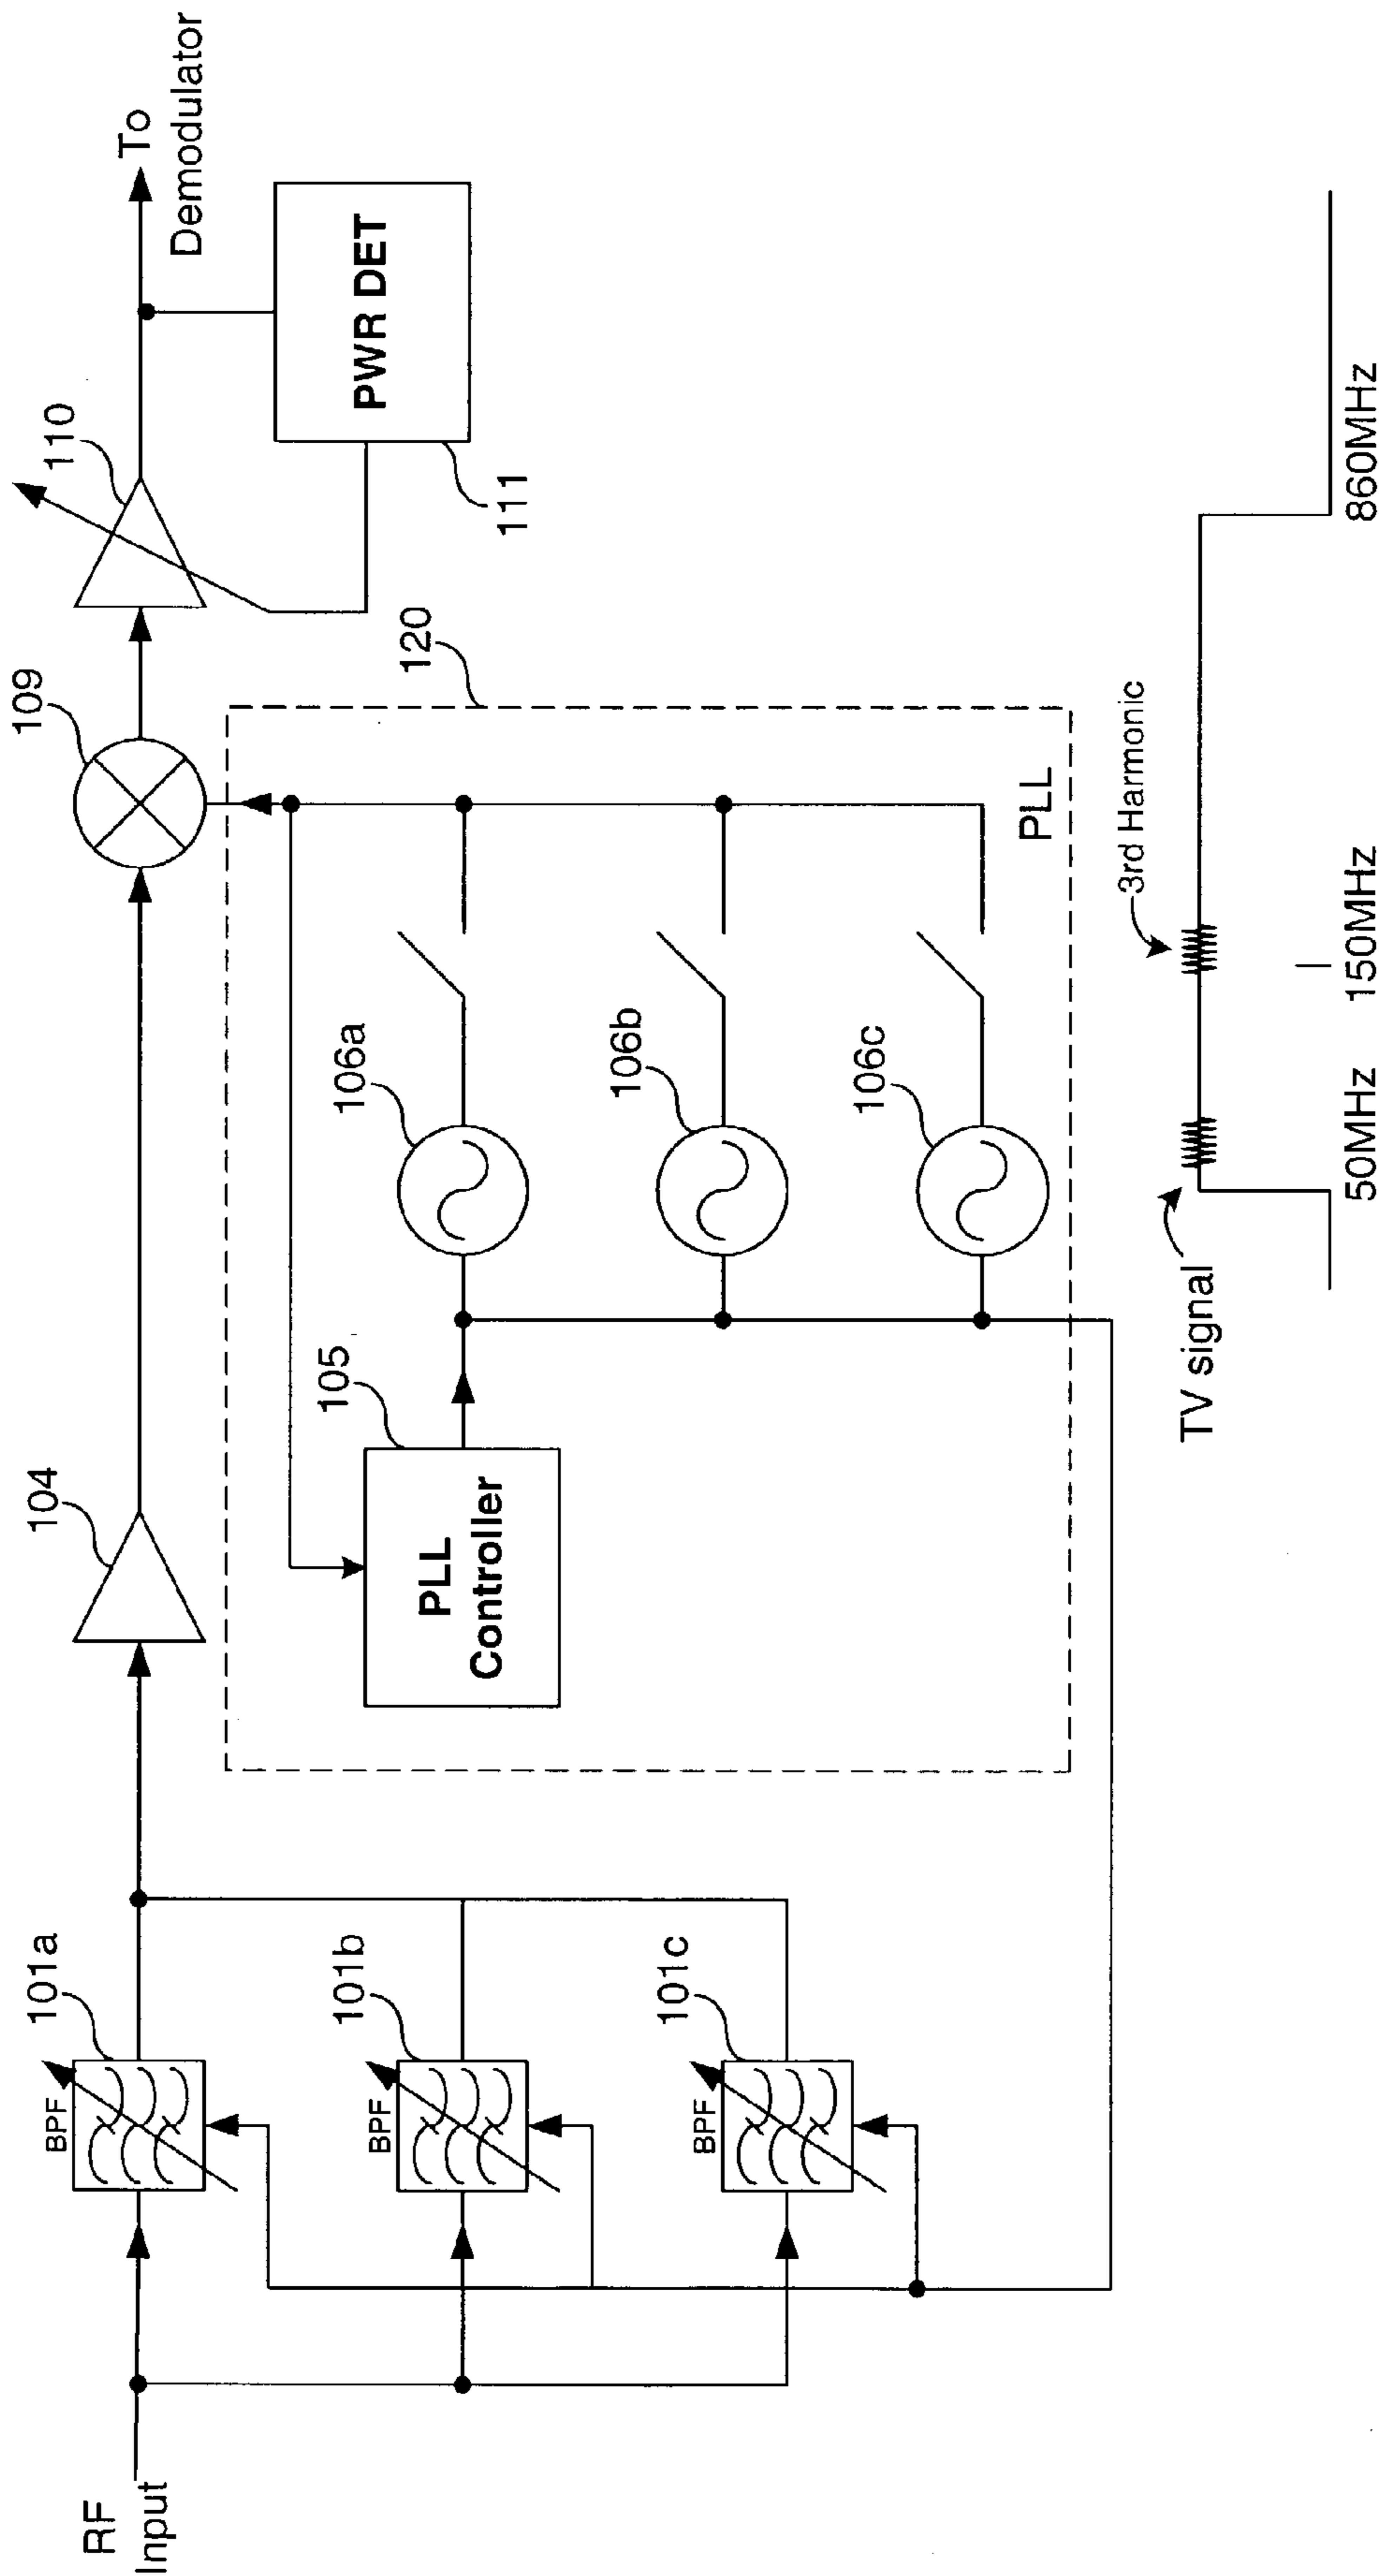 RF
Input
BPF
101a
BPF
101b
BPF
101c
104
PLL
Controller
105
106a
106b
106c
PLL
120
109
110
PWR DET
111
To
Demodulator
TV signal
3rd Harmonic
50MHz
150MHz
860MHz